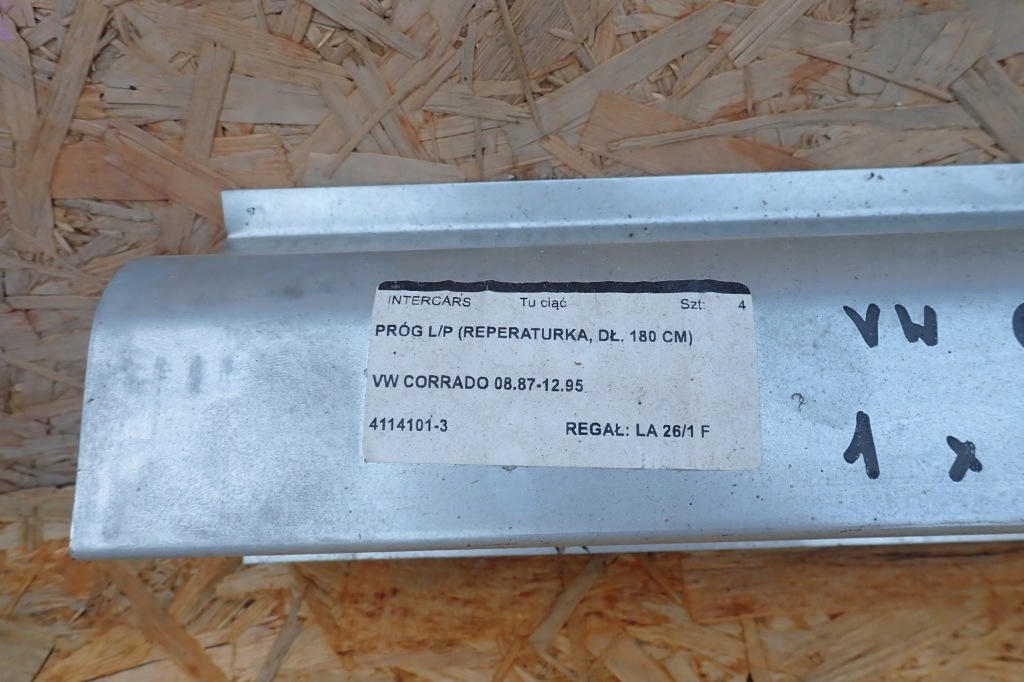 INTERCARS Tu ciąć Szt: 4
PRÓG L/P (REPERATURKA, DŁ. 180 CM)
VW CORRADO 08.87-12.95
4114101-3 REGAŁ: LA 26/1 F
VW
1 x